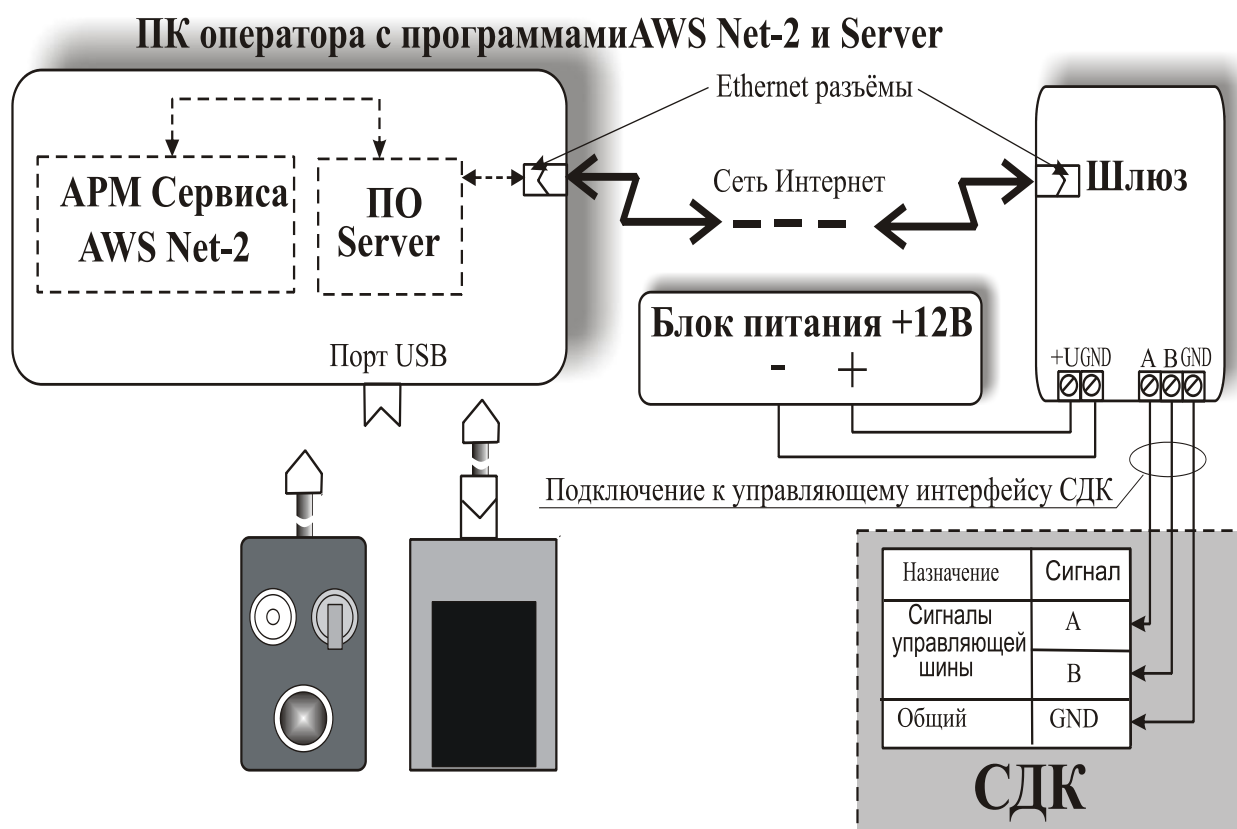 ПК оператора с программамиAWS Net-2 и Server
Ethernet разъёмы
АРМ Сервиса
AWS Net-2
ПО
Server
Сеть Интернет
Шлюз
Блок питания +12В
- +
Порт USB
+U GND A B GND
Подключение к управляющему интерфейсу СДК
Назначение Сигнал
Сигналы
управляющей
шины
A
B
Общий GND
СДК